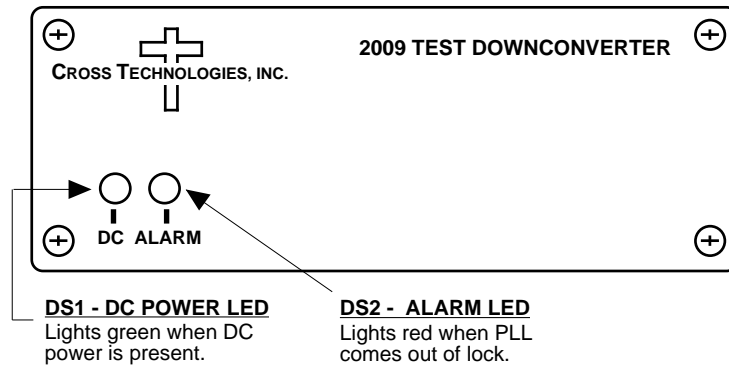 2009 TEST DOWNCONVERTER
CROSS TECHNOLOGIES, INC.
DC ALARM
DS1 - DC POWER LED
Lights green when DC
power is present.
DS2 - ALARM LED
Lights red when PLL
comes out of lock.